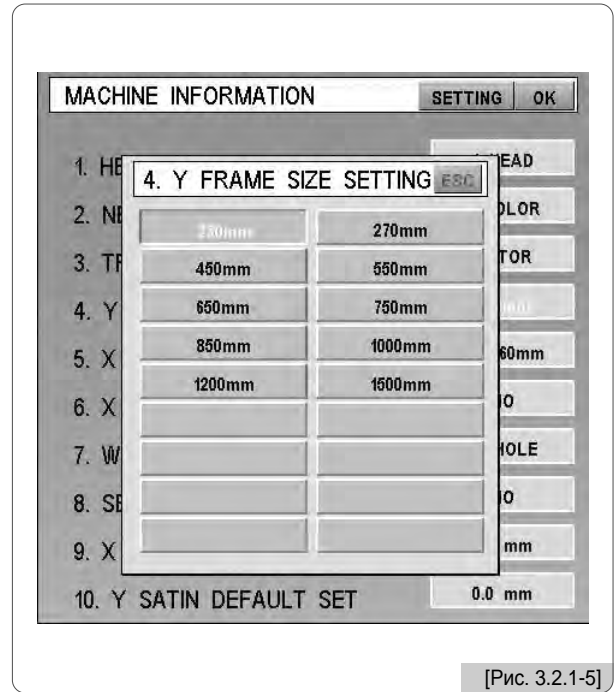 MACHINE INFORMATION SETTING OK
1. HE EAD
4. Y FRAME SIZE SETTING ESC
2. NE OLOR
270mm
3. TR TOR
450mm 550mm
4. Y
650mm 750mm
5. X 60mm
850mm 1000mm
6. X
1200mm 1500mm
7. W HOLE
8. SE
9. X mm
10. Y SATIN DEFAULT SET 0.0 mm
[Рис. 3.2.1-5]